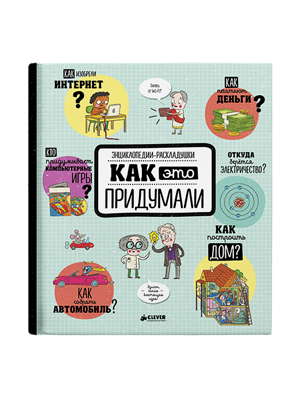 КАК ИЗОБРЕЛИ
ИНТЕРНЕТ?
КАК
печатают
ДЕНЬГИ?
ЭНЦИКЛОПЕДИИ-РАСКЛАДУШКИ
КАК это
ПРИДУМАЛИ
КТО
придумывает
КОМПЬЮТЕРНЫЕ
ИГРЫ?
ОТКУДА
берётся
ЭЛЕКТРИЧЕСТВО?
КАК
построить
ДОМ?
КАК
собрать
АВТОМОБИЛЬ?
CLEVER